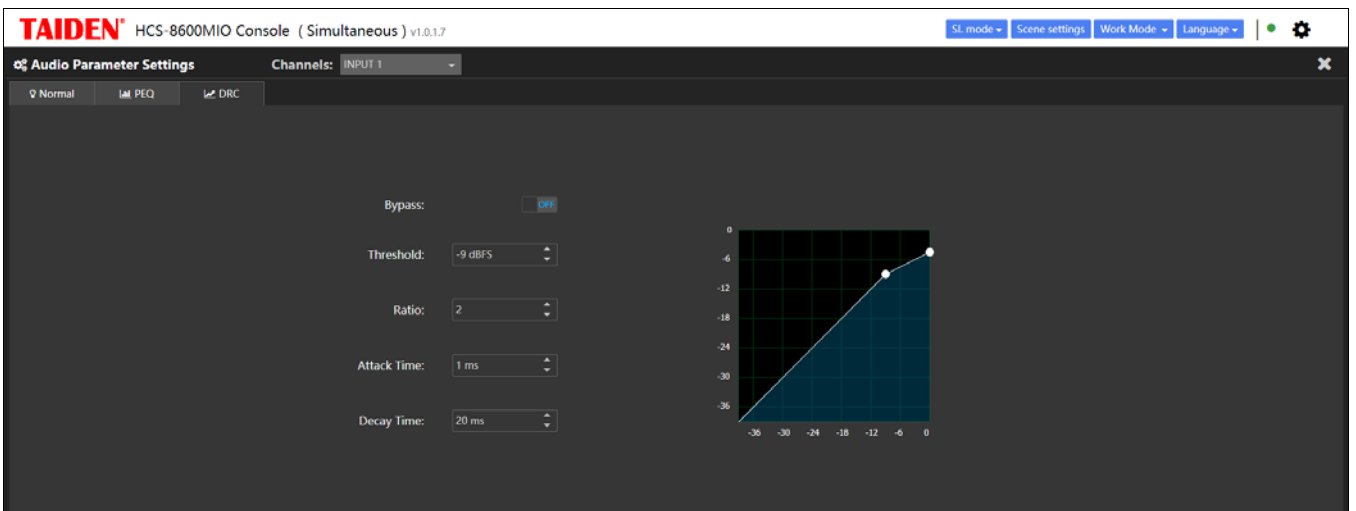 TAIDEN® HCS-8600MIO Console ( Simultaneous ) v1.0.1.7 SI. mode Scene settings Work Mode Language
Audio Parameter Settings Channels: INPUT 1
Normal PEQ DRC
Bypass: OFF
Threshold: -9 dBFS
Ratio: 2
Attack Time: 1 ms
Decay Time: 20 ms
0
-6
-12
-18
-24
-30
-36
-36 -30 -24 -18 -12 -6 0